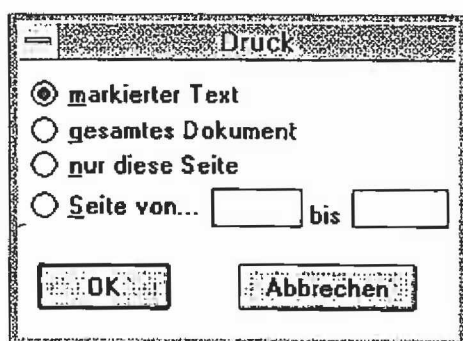 Druck
markierter Text
gesamtes Dokument
nur diese Seite
Seite von... bis
OK Abbrechen